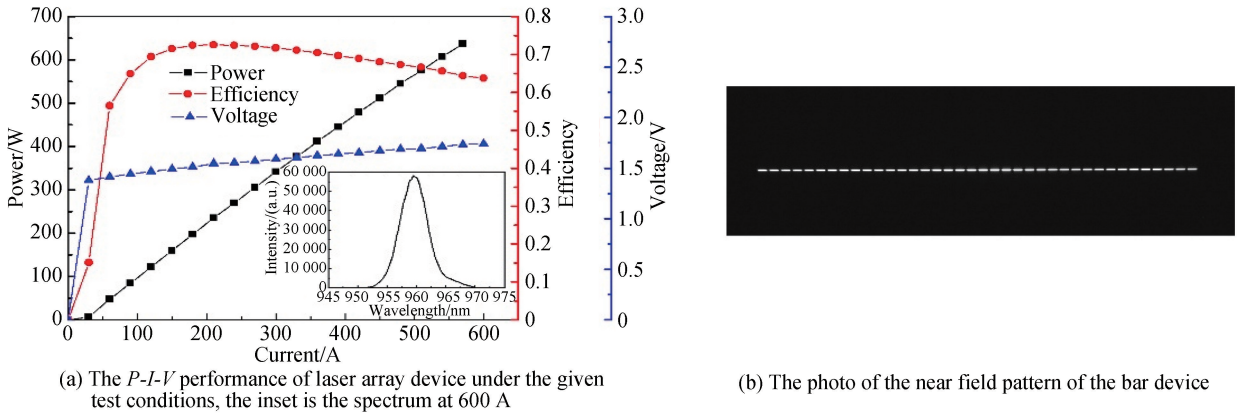 700
600
500
400
300
200
100
0
Power/W
0.8
0.7
0.6
0.5
0.4
0.3
0.2
0.1
0
Efficiency
3.0
2.5
2.0
1.5
1.0
0.5
0
Voltage/V
Power
Efficiency
Voltage
60 000
50 000
40 000
30 000
20 000
10 000
0
Intensity/(a.u.)
945 950 955 960 965 970 975
Wavelength/nm
0 100 200 300 400 500 600
Current/A
(a) The P-I-V performance of laser array device under the given
test conditions, the inset is the spectrum at 600 A
(b) The photo of the near field pattern of the bar device